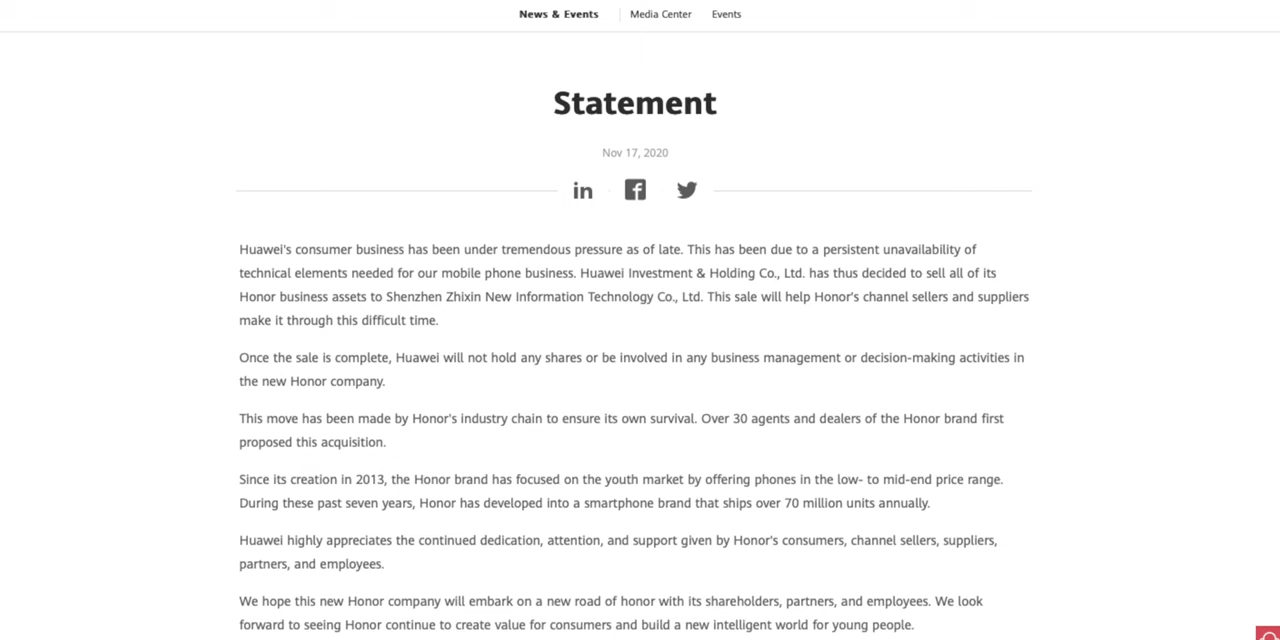 News & Events
Media Center
Events
Statement
Nov 17, 2020
Huawei's consumer business has been under tremendous pressure as of late. This has been due to a persistent unavailability of
technical elements needed for our mobile phone business. Huawei Investment & Holding Co., Ltd. has thus decided to sell all of its
Honor business assets to Shenzhen Zhixin New Information Technology Co., Ltd. This sale will help Honor's channel sellers and suppliers
make it through this difficult time.
Once the sale is complete, Huawei will not hold any shares or be involved in any business management or decision-making activities in
the new Honor company.
This move has been made by Honor's industry chain to ensure its own survival. Over 30 agents and dealers of the Honor brand first
proposed this acquisition.
Since its creation in 2013, the Honor brand has focused on the youth market by offering phones in the low- to mid-end price range.
During these past seven years, Honor has developed into a smartphone brand that ships over 70 million units annually.
Huawei highly appreciates the continued dedication, attention, and support given by Honor's consumers, channel sellers, suppliers,
partners, and employees.
We hope this new Honor company will embark on a new road of honor with its shareholders, partners, and employees. We look
forward to seeing Honor continue to create value for consumers and build a new intelligent world for young people.